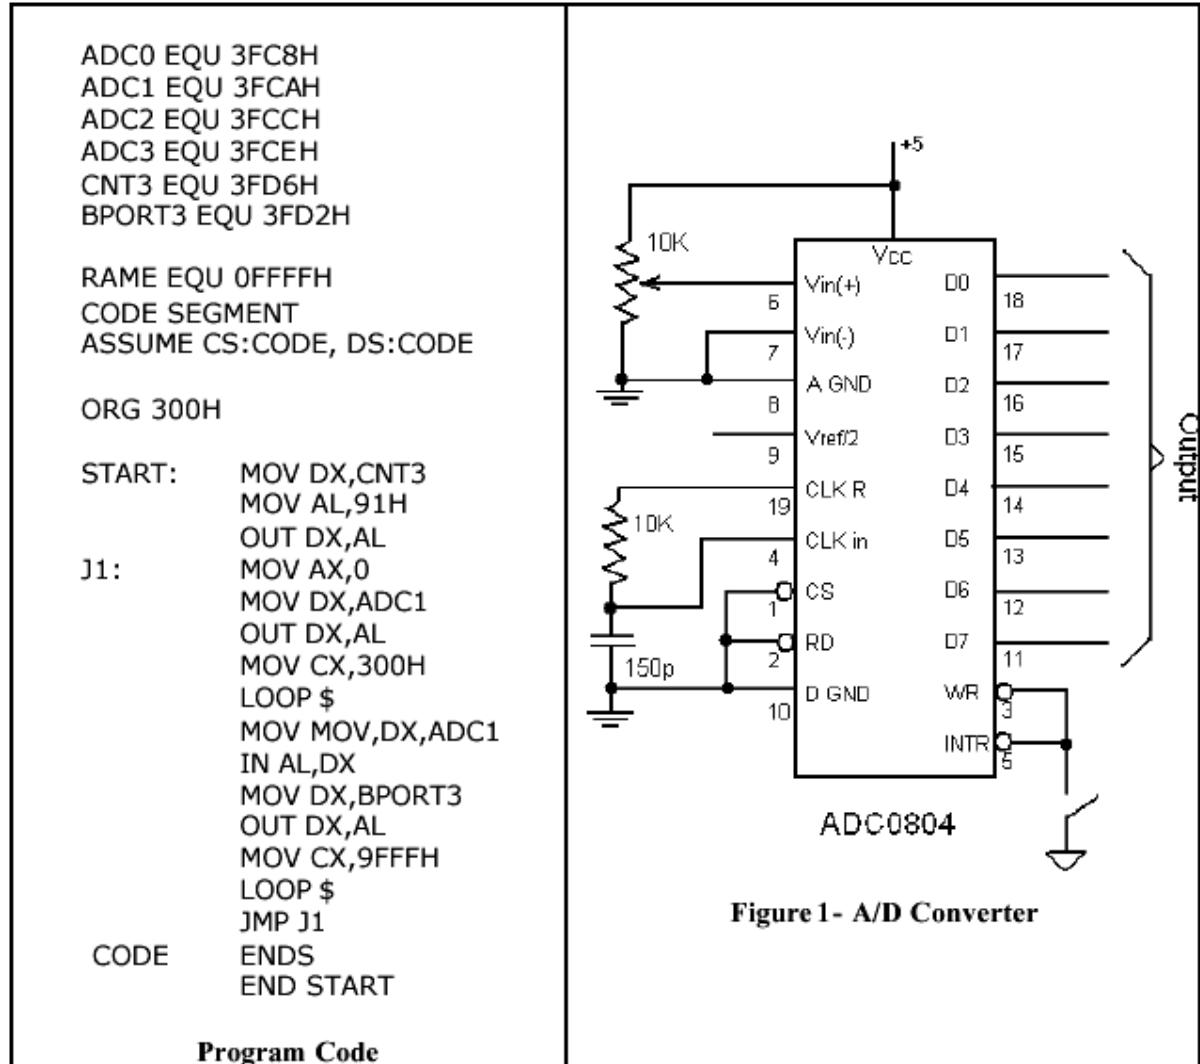 ADC0 EQU 3FC8H
ADC1 EQU 3FCAH
ADC2 EQU 3FCCH
ADC3 EQU 3FCEH
CNT3 EQU 3FD6H
BPORT3 EQU 3FD2H
RAME EQU 0FFFFH
CODE SEGMENT
ASSUME CS:CODE, DS:CODE
ORG 300H
START: MOV DX,CNT3
MOV AL,91H
OUT DX,AL
J1: MOV AX,0
MOV DX,ADC1
OUT DX,AL
MOV CX,300H
LOOP $
MOV MOV,DX,ADC1
IN AL,DX
MOV DX,BPORT3
OUT DX,AL
MOV CX,9FFFH
LOOP $
JMP J1
CODE ENDS
END START
Program Code
+5
10K
Vcc
Vin(+)
6
D0
18
Vin(-)
7
D1
17
A GND
8
D2
16
Vref/2
9
D3
15
CLK R
19
D4
14
10K
CLK in
4
D5
13
CS
1
D6
12
RD
2
D7
11
150p
D GND
10
WR
3
INTR
5
Output
ADC0804
Figure 1- A/D Converter